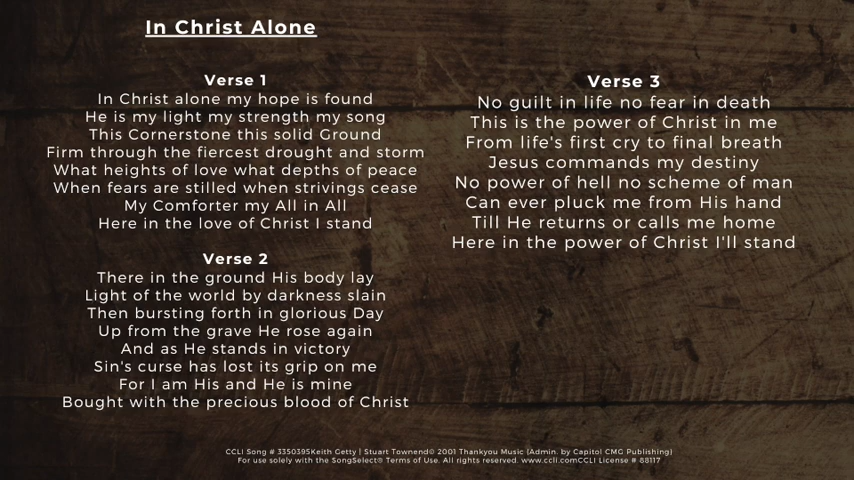 In Christ Alone
Verse 1
In Christ alone my hope is found
He is my light my strength my song
This Cornerstone this solid Ground
Firm through the fiercest drought and storm
What heights of love what depths of peace
When fears are stilled when strivings cease
My Comforter my All in All
Here in the love of Christ I stand
Verse 2
There in the ground His body lay
Light of the world by darkness slain
Then bursting forth in glorious Day
Up from the grave He rose again
And as He stands in victory
Sin's curse has lost its grip on me
For I am His and He is mine
Bought with the precious blood of Christ
Verse 3
No guilt in life no fear in death
This is the power of Christ in me
From life's first cry to final breath
Jesus commands my destiny
No power of hell no scheme of man
Can ever pluck me from His hand
Till He returns or calls me home
Here in the power of Christ I'll stand
CCLI Song # 3350395Keith Getty | Stuart Townend© 2001 Thankyou Music (Admin. by Capitol CMG Publishing)
For use solely with the SongSelect® Terms of Use. All rights reserved. www.ccli.comCCLI License # 88117